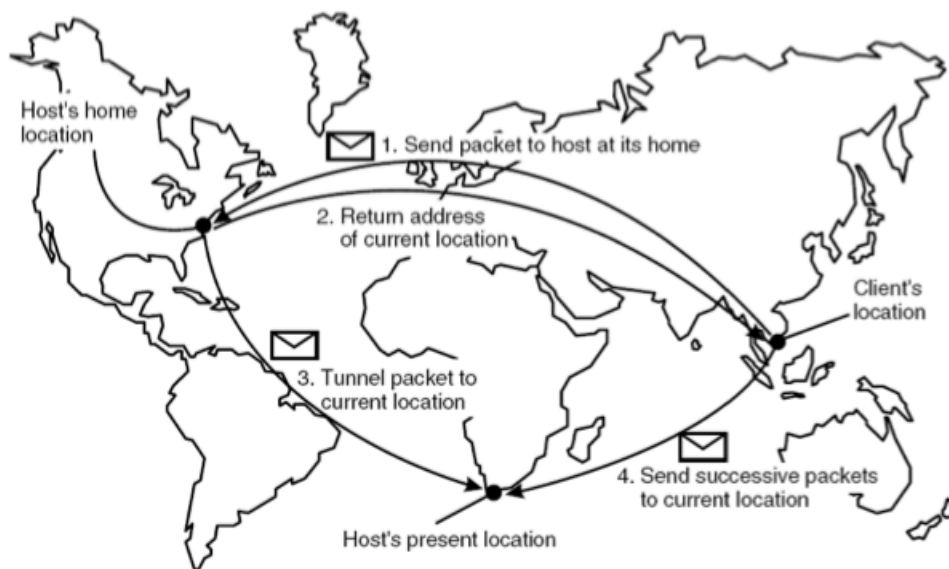 Host's home
location
1. Send packet to host at its home
2. Return address
of current location
Client's
location
3. Tunnel packet to
current location
4. Send successive packets
to current location
Host's present location